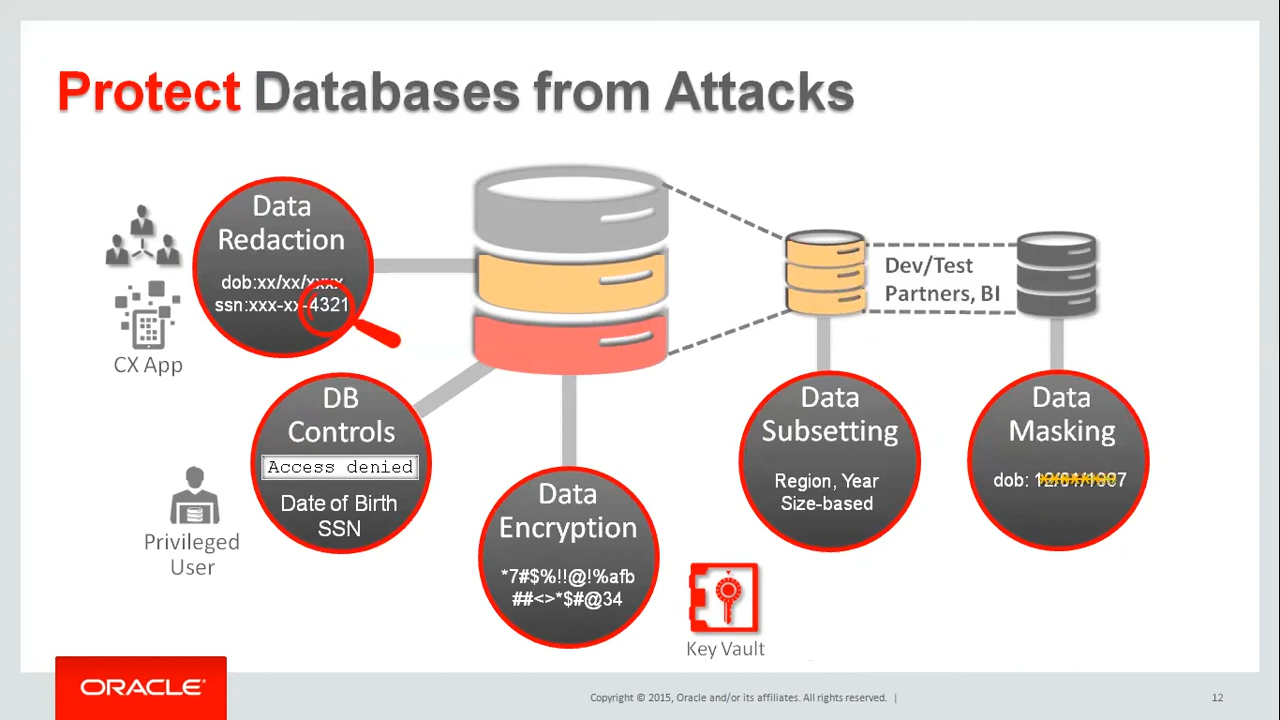 Protect Databases from Attacks
Data
Redaction
dob:xx/xx/xxxx
ssn:xxx-xx-4321
CX App
DB
Controls
Access denied
Date of Birth
SSN
Privileged
User
Data
Encryption
*7#$%!!@!%afb
##<>*$#@34
Key Vault
Dev/Test
Partners, BI
Data
Subsetting
Region, Year
Size-based
Data
Masking
dob:
ORACLE®
Copyright © 2015, Oracle and/or its affiliates. All rights reserved. |
12